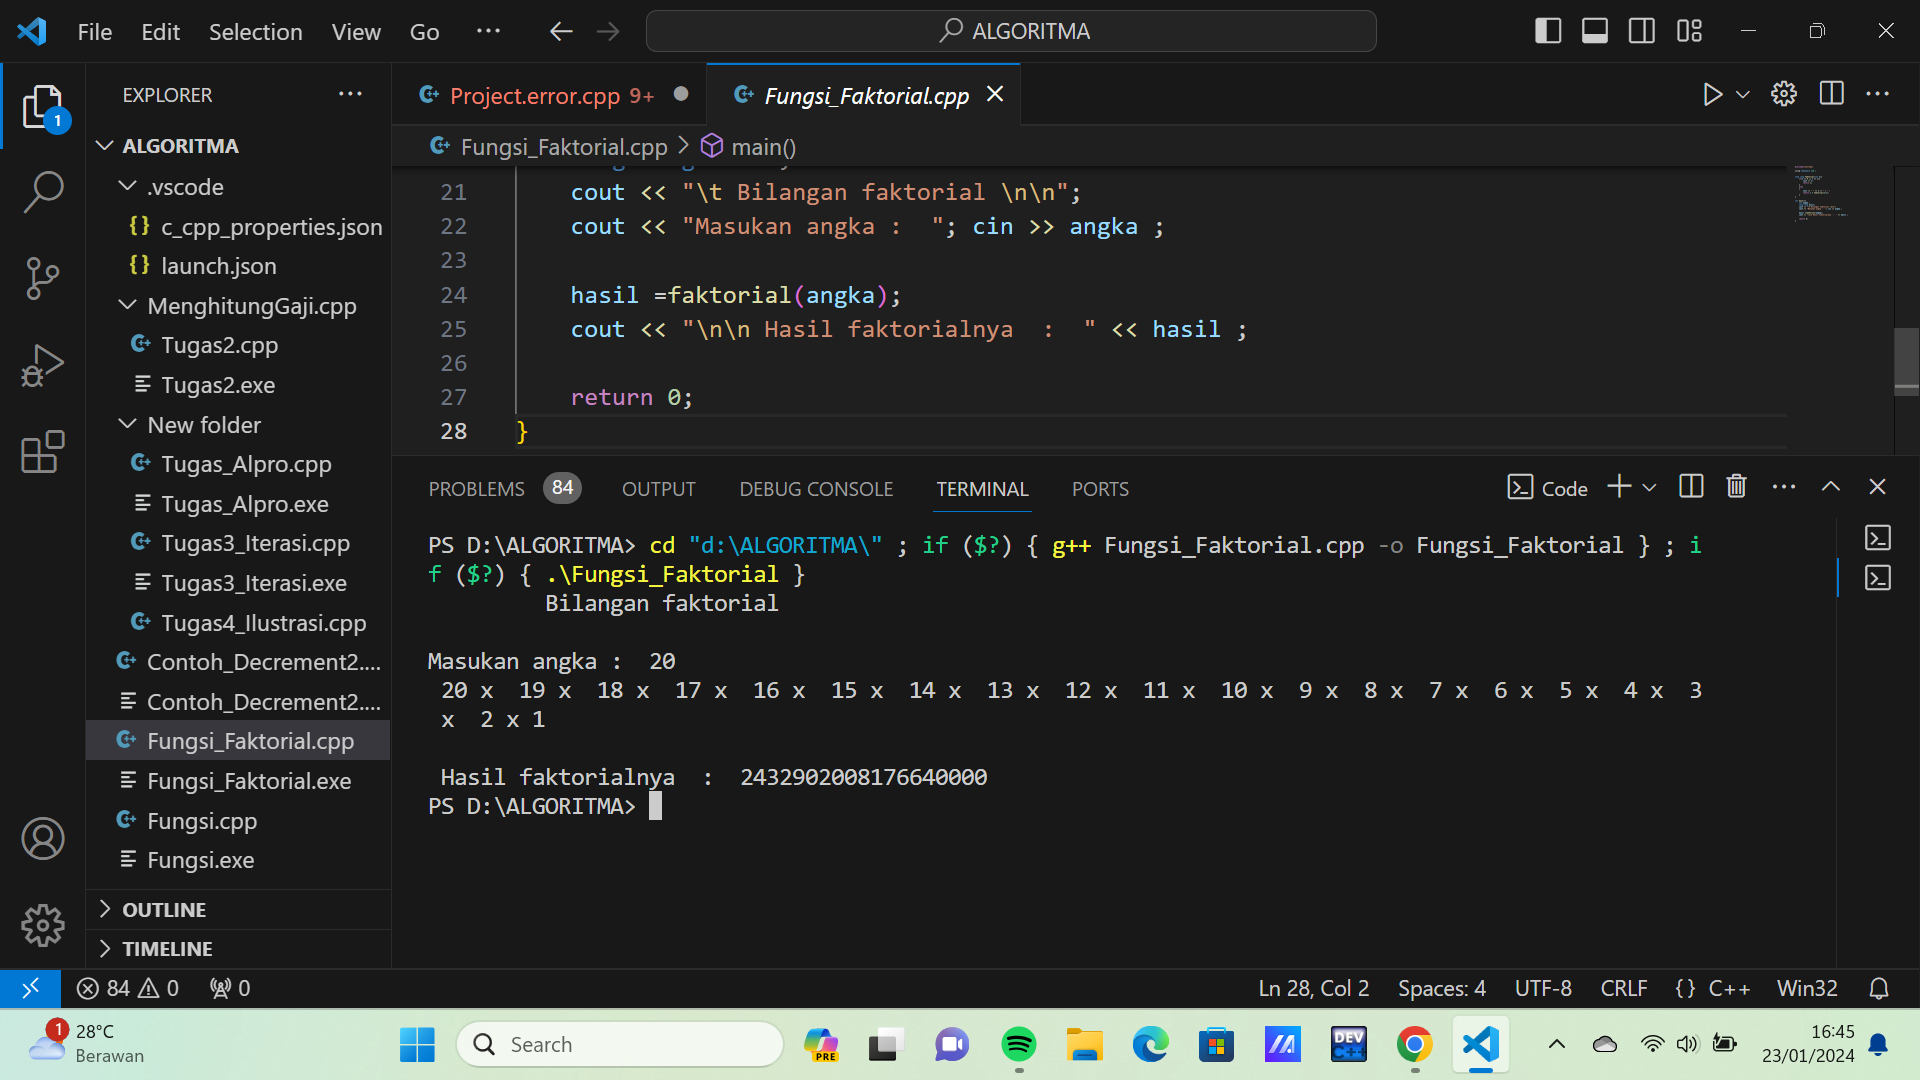 File Edit Selection View Go ··· ALGORITMA
EXPLORER ···
ALGORITMA
.vscode
{} c_cpp_properties.json
{} launch.json
MenghitungGaji.cpp
Tugas2.cpp
Tugas2.exe
New folder
Tugas_Alpro.cpp
Tugas_Alpro.exe
Tugas3_Iterasi.cpp
Tugas3_Iterasi.exe
Tugas4_Ilustrasi.cpp
Contoh_Decrement2....
Contoh_Decrement2....
Fungsi_Faktorial.cpp
Fungsi_Faktorial.exe
Fungsi.cpp
Fungsi.exe
OUTLINE
TIMELINE
1
Project.error.cpp 9+ Fungsi_Faktorial.cpp
Fungsi_Faktorial.cpp > main()
21 cout << "\t Bilangan faktorial \n\n";
22 cout << "Masukan angka :  "; cin >> angka ;
23
24 hasil =faktorial(angka);
25 cout << "\n\n Hasil faktorialnya  :  " << hasil ;
26
27 return 0;
28 }
PROBLEMS 84 OUTPUT DEBUG CONSOLE TERMINAL PORTS Code
PS D:\ALGORITMA> cd "d:\ALGORITMA\" ; if ($?) { g++ Fungsi_Faktorial.cpp -o Fungsi_Faktorial } ; i
f ($?) { .\Fungsi_Faktorial }
Bilangan faktorial
Masukan angka :  20
20 x  19 x  18 x  17 x  16 x  15 x  14 x  13 x  12 x  11 x  10 x  9 x  8 x  7 x  6 x  5 x  4 x  3
x  2 x 1
Hasil faktorialnya  :  2432902008176640000
PS D:\ALGORITMA>
84 0 0 Ln 28, Col 2 Spaces: 4 UTF-8 CRLF {} C++ Win32
1 28°C
Berawan
Search
PRE
DEV
C++
16:45
23/01/2024